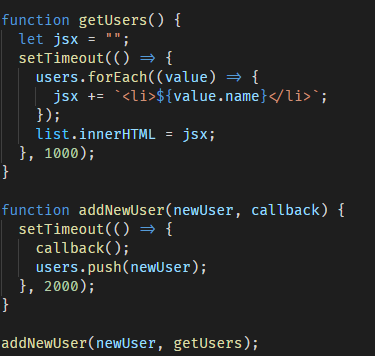 function getUsers() {
  let jsx = "";
  setTimeout(() => {
    users.forEach((value) => {
      jsx += `<li>${value.name}</li>`;
    });
    list.innerHTML = jsx;
  }, 1000);
}

function addNewUser(newUser, callback) {
  setTimeout(() => {
    callback();
    users.push(newUser);
  }, 2000);
}

addNewUser(newUser, getUsers);